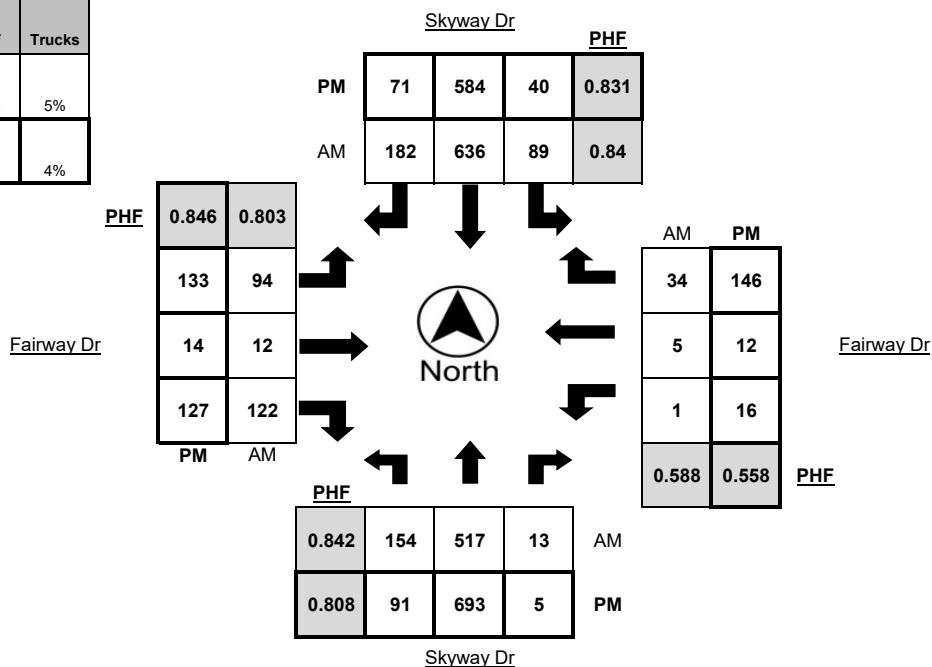 Skyway Dr
Trucks
PHF
PM 71 584 40 0.831
5%
AM 182 636 89 0.84
4%
PHF 0.846 0.803
AM PM
133 94
34 146
Fairway Dr 14 12
North
5 12 Fairway Dr
127 122
1 16
PM AM
0.588 0.558 PHF
PHF
0.842 154 517 13 AM
0.808 91 693 5 PM
Skyway Dr